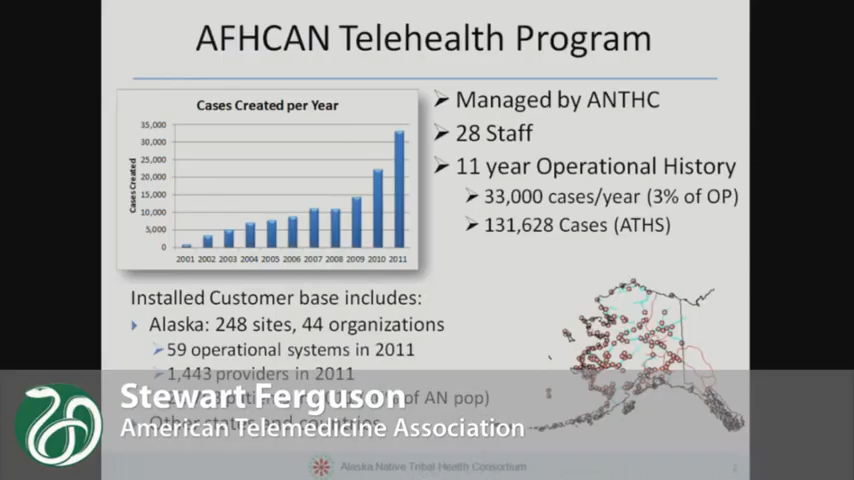 AFHCAN Telehealth Program
Cases Created per Year
Cases Created
35,000
30,000
25,000
20,000
15,000
10,000
5,000
0
2001 2002 2003 2004 2005 2006 2007 2008 2009 2010 2011
Managed by ANTHC
28 Staff
11 year Operational History
33,000 cases/year (3% of OP)
131,628 Cases (ATHS)
Installed Customer base includes:
Alaska: 248 sites, 44 organizations
59 operational systems in 2011
1,443 providers in 2011
of AN pop)
Stewart Ferguson
American Telemedicine Association
Alaska Native Tribal Health Consortium
2